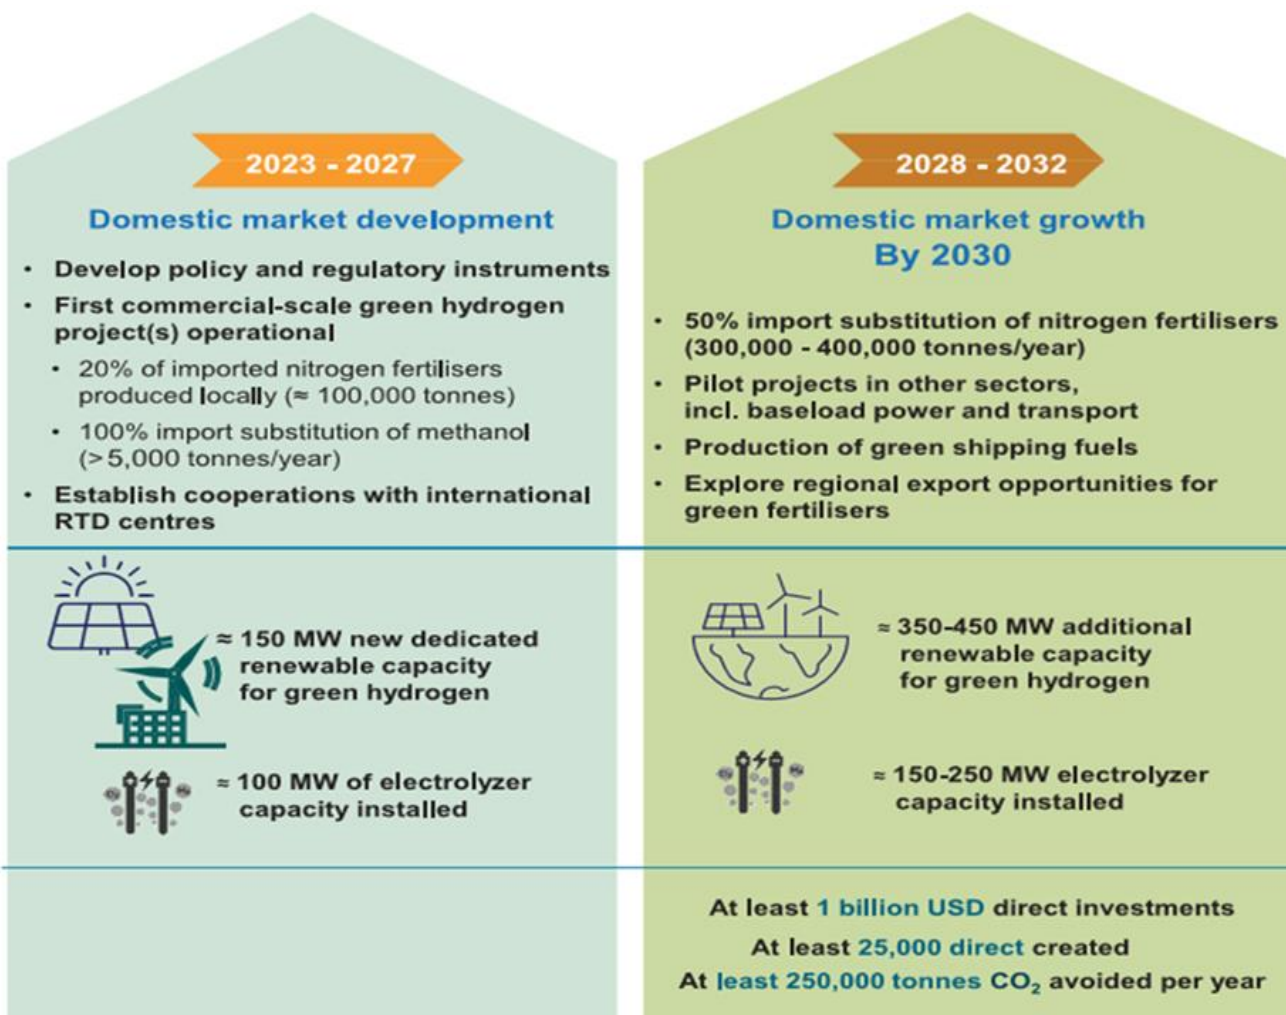 2023 - 2027
Domestic market development
• Develop policy and regulatory instruments
• First commercial-scale green hydrogen
project(s) operational
• 20% of imported nitrogen fertilisers
produced locally (≈ 100,000 tonnes)
• 100% import substitution of methanol
(>5,000 tonnes/year)
• Establish cooperations with international
RTD centres
≈ 150 MW new dedicated
renewable capacity
for green hydrogen
≈ 100 MW of electrolyzer
capacity installed
2028 - 2032
Domestic market growth
By 2030
• 50% import substitution of nitrogen fertilisers
(300,000 - 400,000 tonnes/year)
• Pilot projects in other sectors,
incl. baseload power and transport
• Production of green shipping fuels
• Explore regional export opportunities for
green fertilisers
≈ 350-450 MW additional
renewable capacity
for green hydrogen
≈ 150-250 MW electrolyzer
capacity installed
At least 1 billion USD direct investments
At least 25,000 direct created
At least 250,000 tonnes CO₂ avoided per year